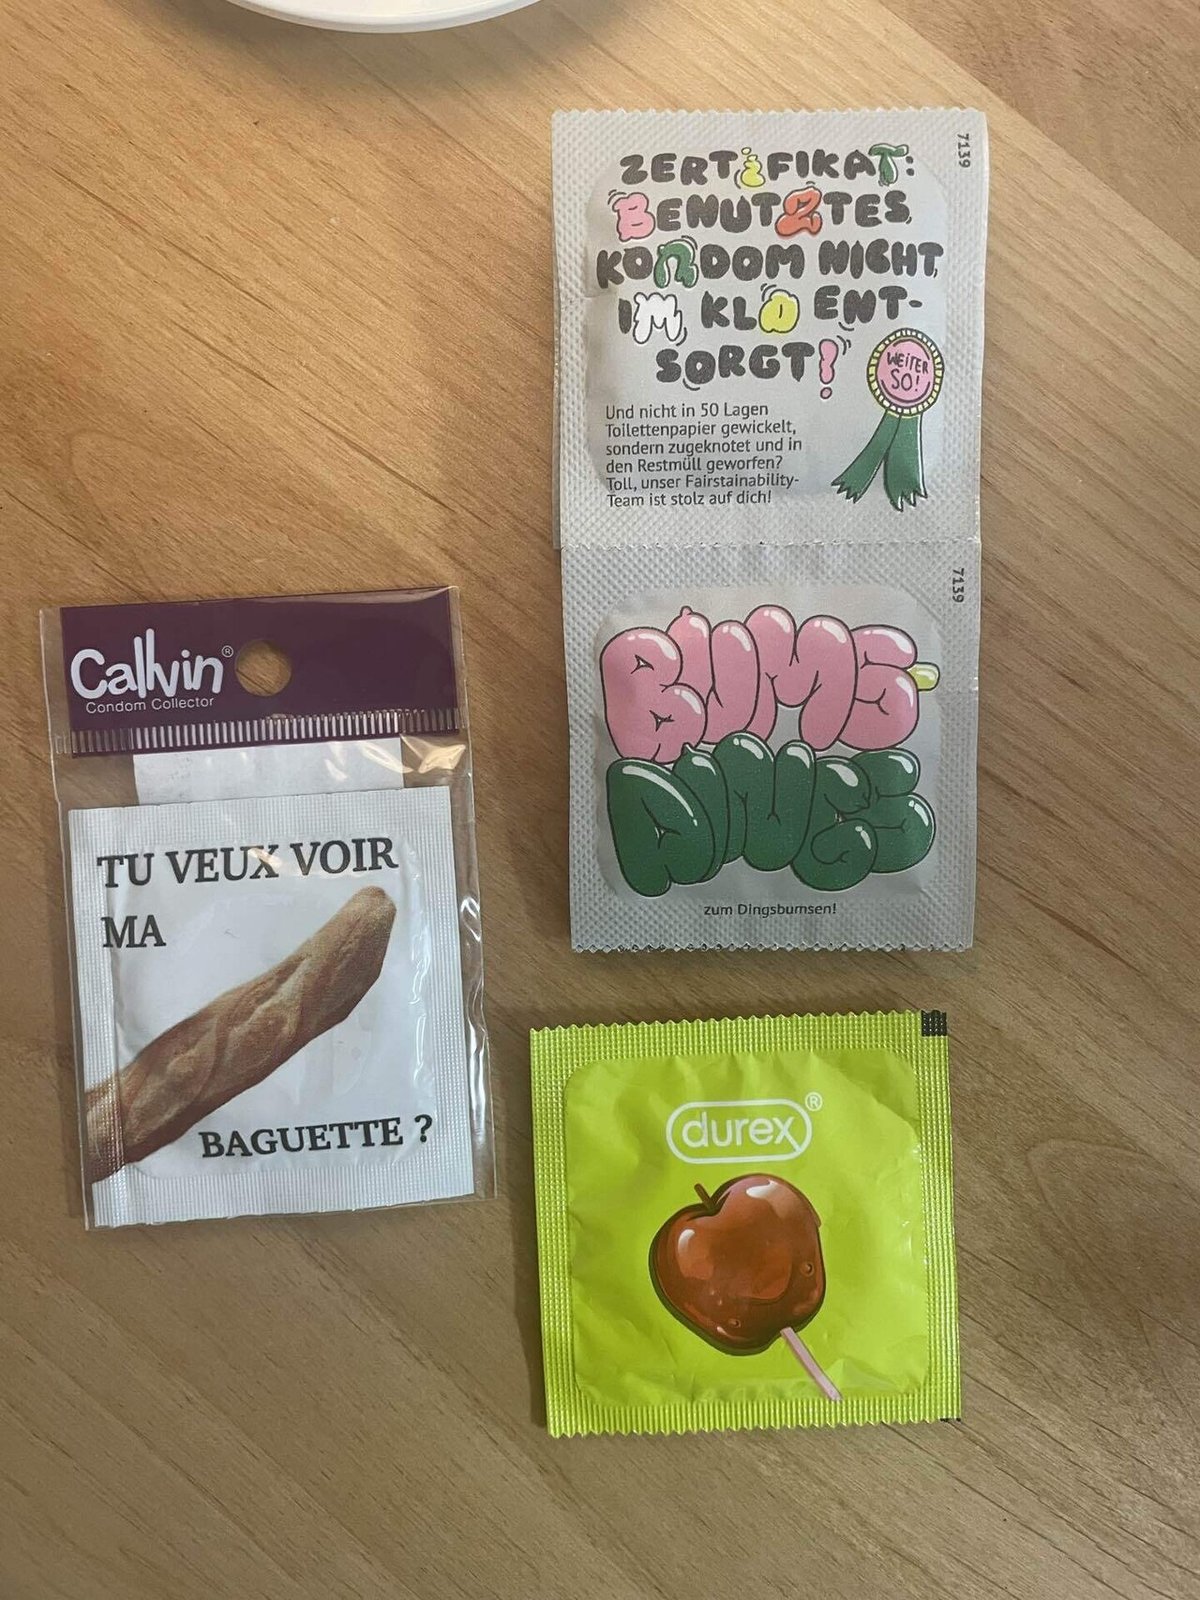 Callvin®
Condom Collector
TU VEUX VOIR
MA
BAGUETTE ?
7139
ZERTIFIKAT:
BENUTZTES
KONDOM NICHT
IM KLO ENT-
SORGT!
WEITER
SO!
Und nicht in 50 Lagen
Toilettenpapier gewickelt,
sondern zugeknotet und in
den Restmüll geworfen?
Toll, unser Fairstainability-
Team ist stolz auf dich!
7139
BUMS
DINGS
zum Dingsbumsen!
durex®